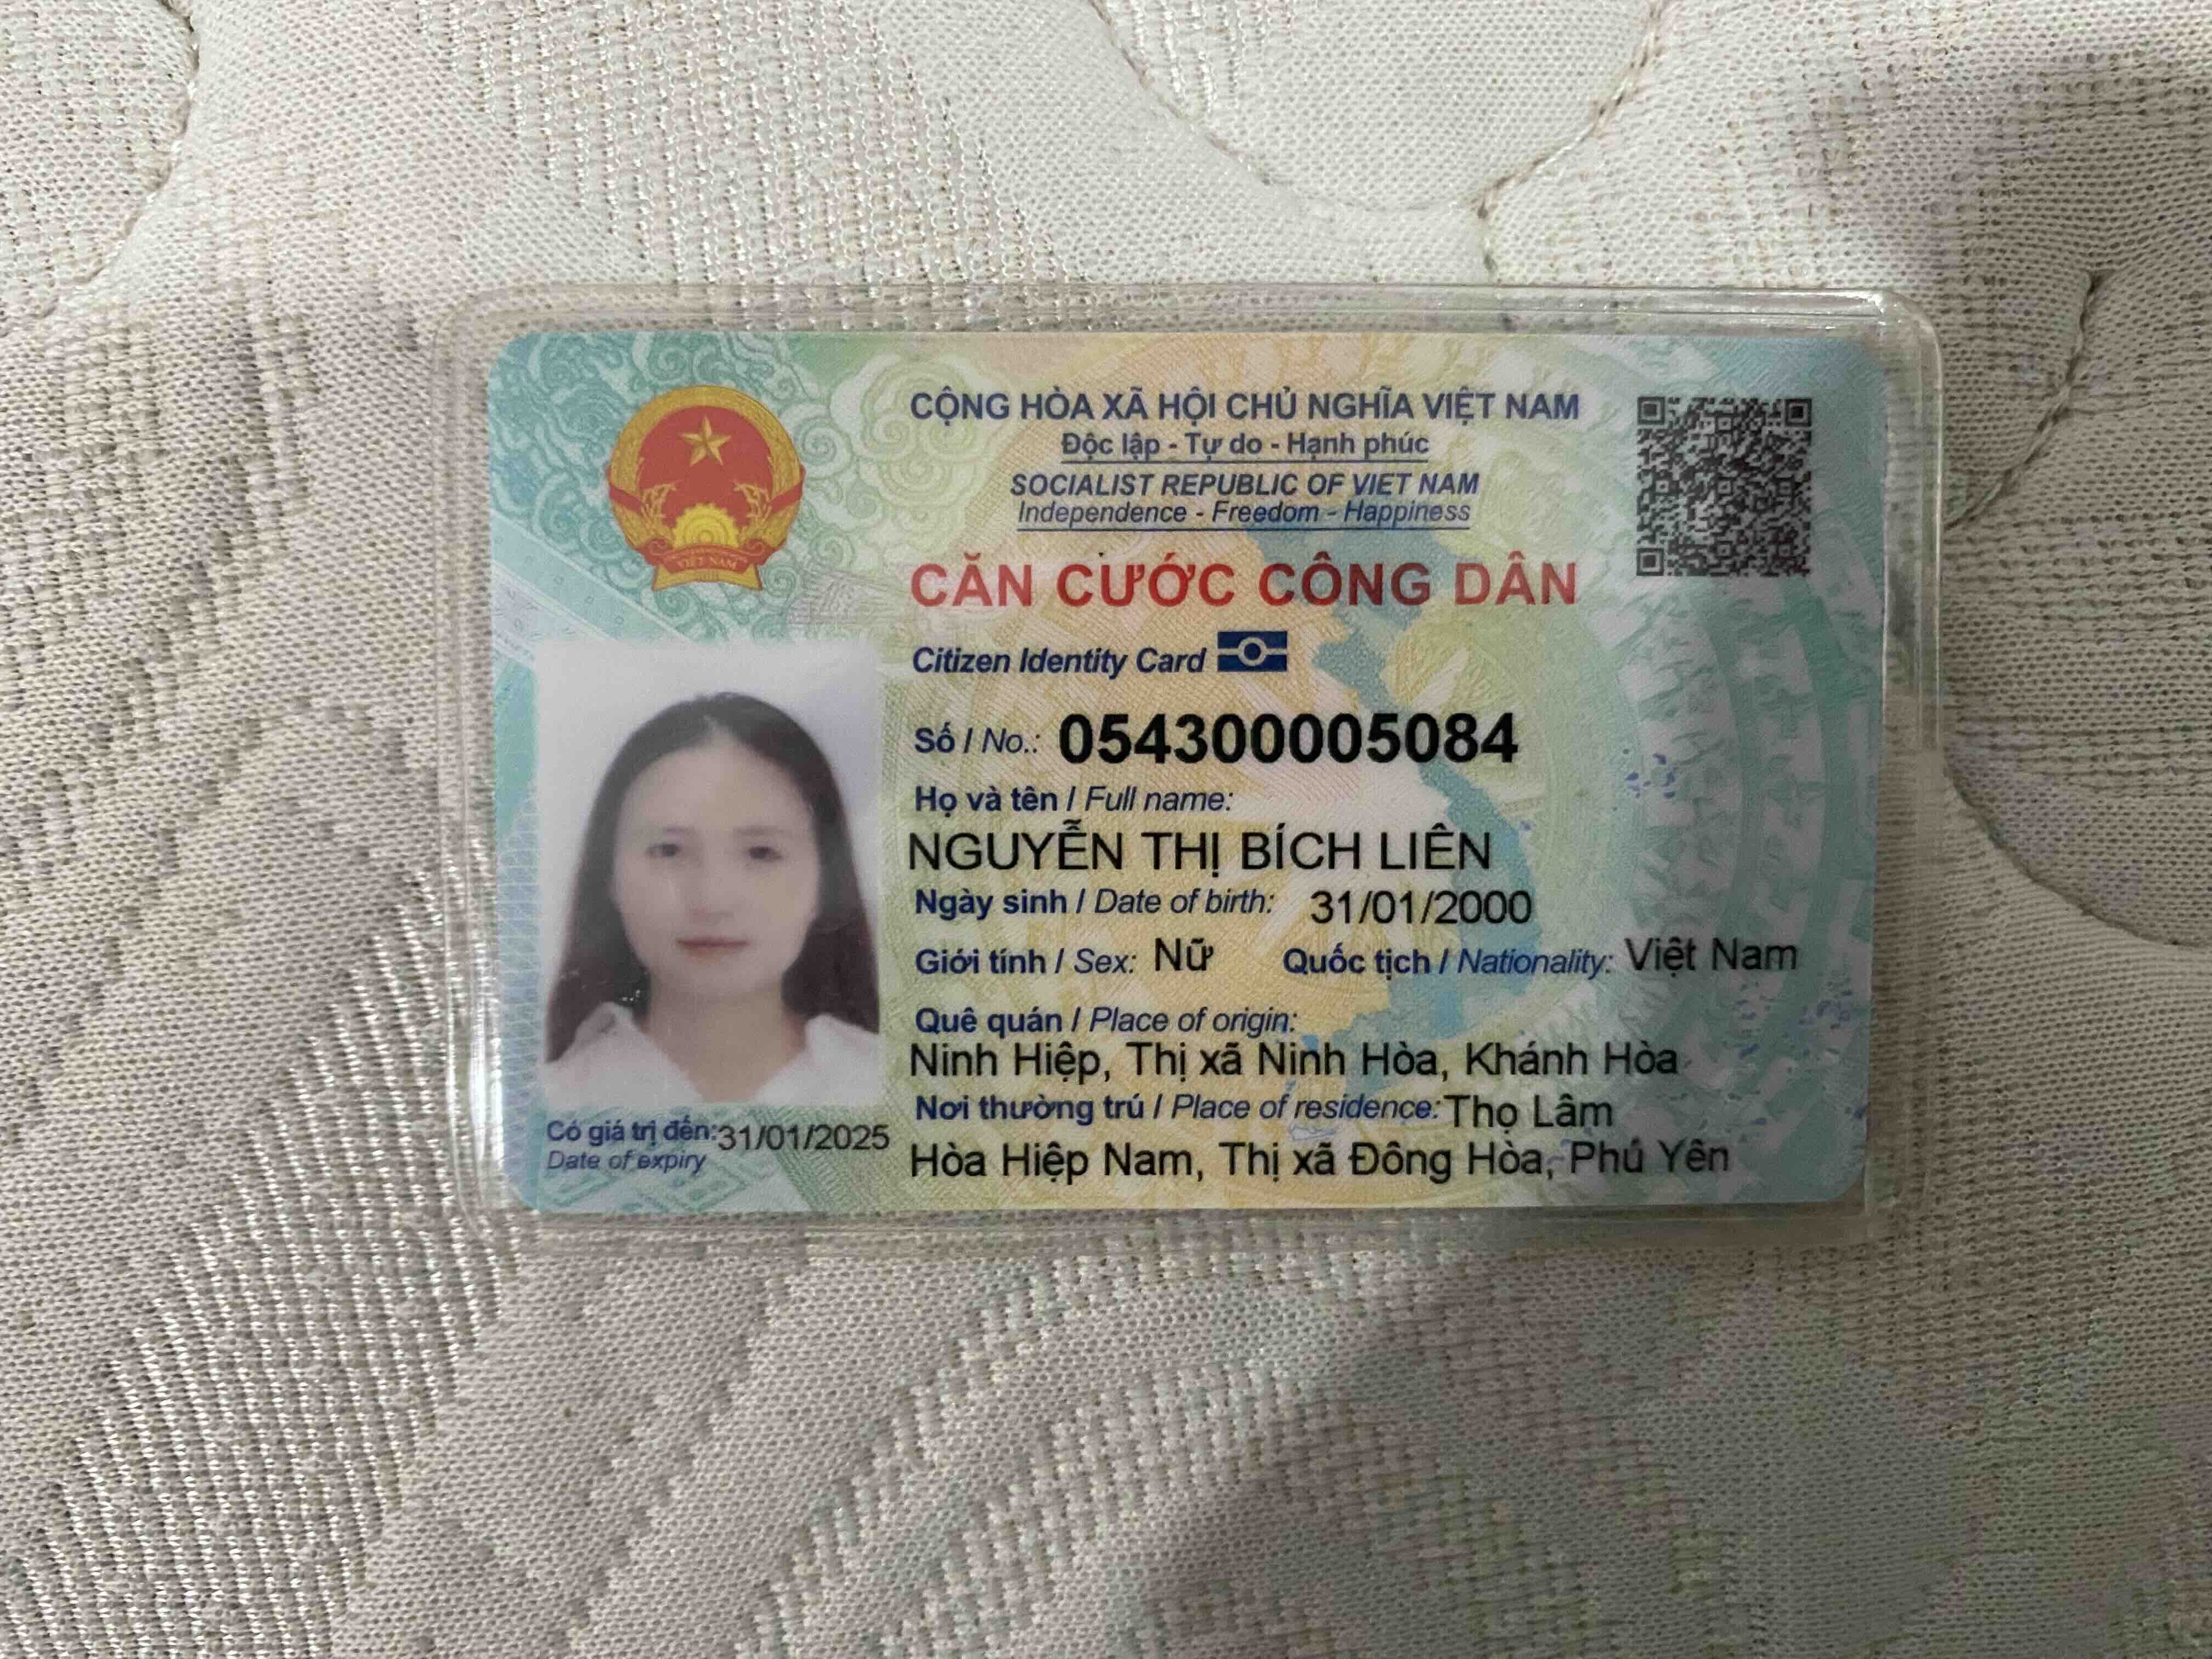 CỘNG HÒA XÃ HỘI CHỦ NGHĨA VIỆT NAM
Độc lập - Tự do - Hạnh phúc
SOCIALIST REPUBLIC OF VIET NAM
Independence - Freedom - Happiness
VIỆT NAM
CĂN CƯỚC CÔNG DÂN
Citizen Identity Card
Số / No.: 054300005084
Họ và tên / Full name:
NGUYỄN THỊ BÍCH LIÊN
Ngày sinh / Date of birth: 31/01/2000
Giới tính / Sex: Nữ Quốc tịch / Nationality: Việt Nam
Quê quán / Place of origin:
Ninh Hiệp, Thị xã Ninh Hòa, Khánh Hòa
Nơi thường trú / Place of residence: Thọ Lâm
Hòa Hiệp Nam, Thị xã Đông Hòa, Phú Yên
Có giá trị đến: 31/01/2025
Date of expiry